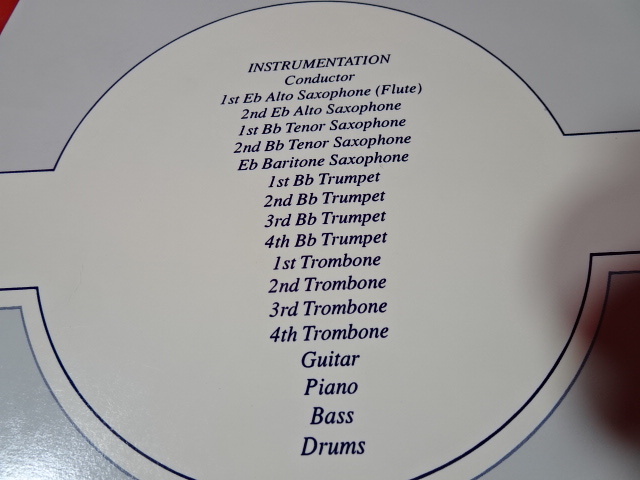 INSTRUMENTATION
Conductor
1st Eb Alto Saxophone (Flute)
2nd Eb Alto Saxophone
1st Bb Tenor Saxophone
2nd Bb Tenor Saxophone
Eb Baritone Saxophone
1st Bb Trumpet
2nd Bb Trumpet
3rd Bb Trumpet
4th Bb Trumpet
1st Trombone
2nd Trombone
3rd Trombone
4th Trombone
Guitar
Piano
Bass
Drums